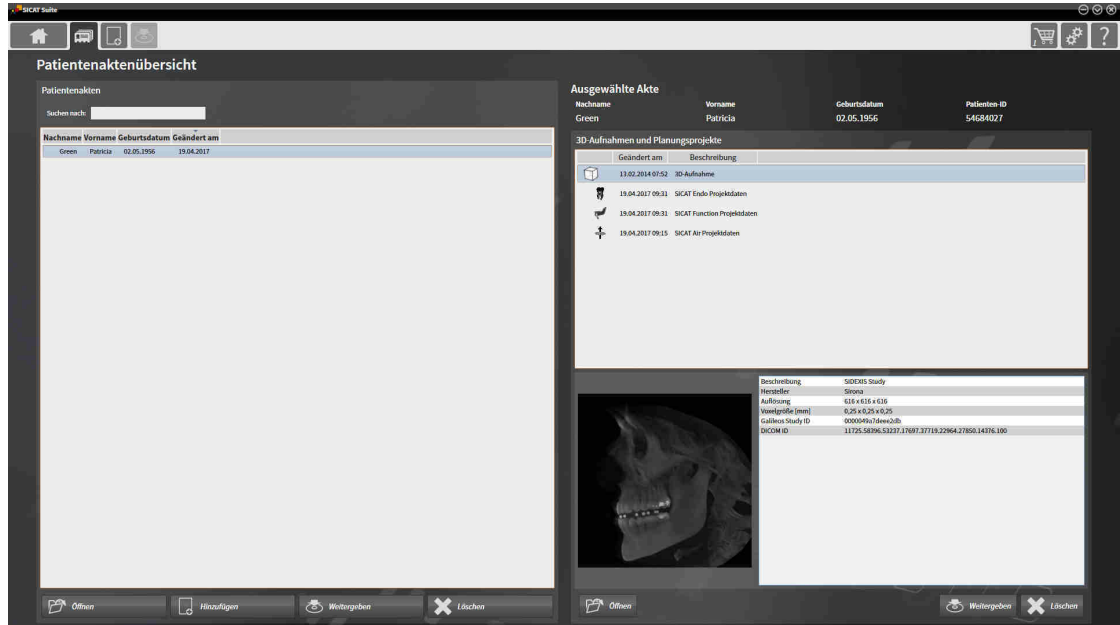 SICAT Suite
Patientenaktenübersicht
Patientenakten
Suchen nach:
Nachname Vorname Geburtsdatum Geändert am
Green Patricia 02.05.1956 19.04.2017
Öffnen
Hinzufügen
Weitergeben
Löschen
Ausgewählte Akte
Nachname Vorname Geburtsdatum Patienten-ID
Green Patricia 02.05.1956 54684027
3D-Aufnahmen und Planungsprojekte
Geändert am Beschreibung
13.02.2014 07:52 3D-Aufnahme
19.04.2017 09:31 SICAT Endo Projektdaten
19.04.2017 09:31 SICAT Function Projektdaten
19.04.2017 09:15 SICAT Air Projektdaten
Beschreibung SIDEXIS Study
Hersteller Sirona
Auflösung 616 x 616 x 616
Voxelgröße [mm] 0,25 x 0,25 x 0,25
Galileos Study ID 0000049a7deee2db
DICOM ID 11725.58396.53237.17697.37719.22964.27850.14376.100
Öffnen
Weitergeben
Löschen